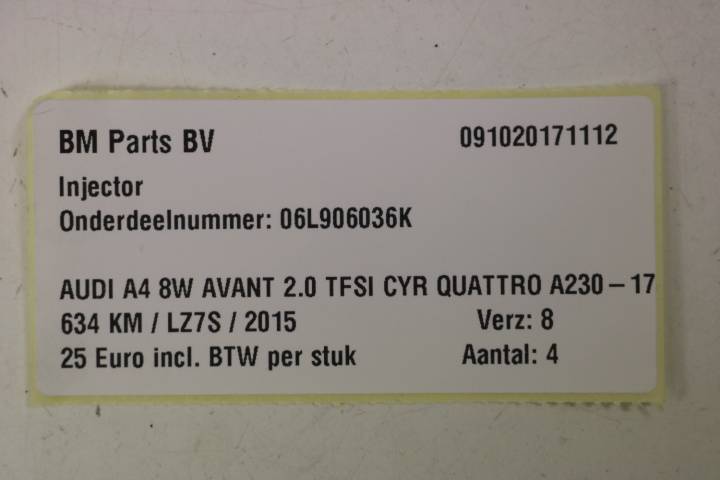 BM Parts BV 091020171112
Injector
Onderdeelnummer: 06L906036K
AUDI A4 8W AVANT 2.0 TFSI CYR QUATTRO A230-17
634 KM / LZ7S / 2015 Verz: 8
25 Euro incl. BTW per stuk Aantal: 4